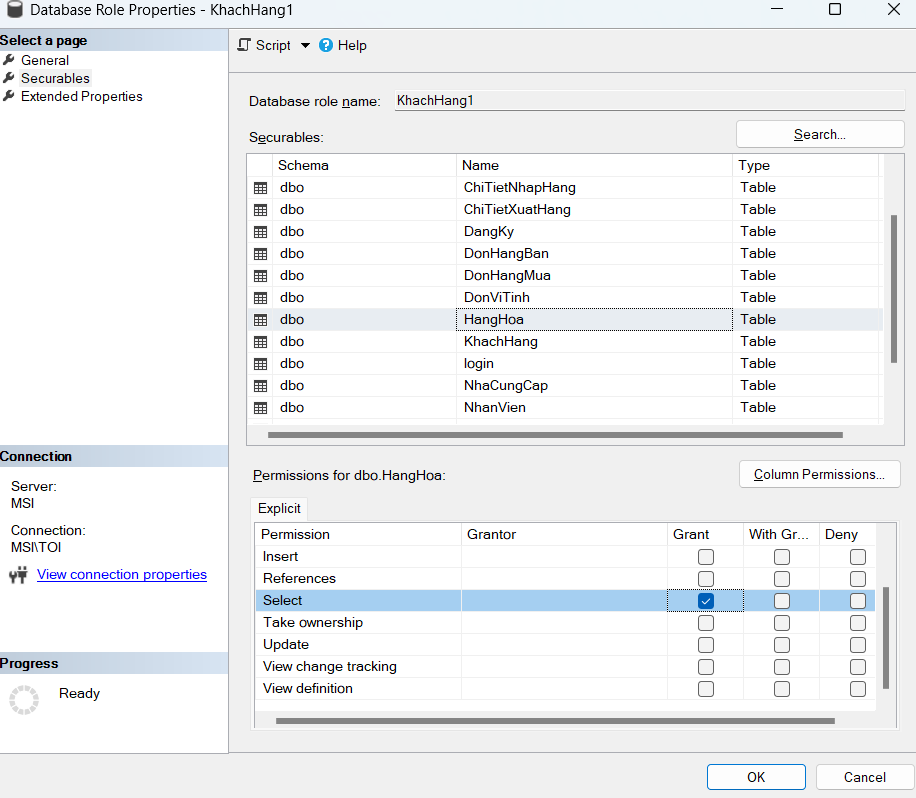 Database Role Properties - KhachHang1
Select a page
General
Securables
Extended Properties
Script Help
Database role name: KhachHang1
Securables: Search...
Schema Name Type
dbo ChiTietNhapHang Table
dbo ChiTietXuatHang Table
dbo DangKy Table
dbo DonHangBan Table
dbo DonHangMua Table
dbo DonViTinh Table
dbo HangHoa Table
dbo KhachHang Table
dbo login Table
dbo NhaCungCap Table
dbo NhanVien Table
Connection
Server:
MSI
Connection:
MSI\TOI
View connection properties
Progress
Ready
Permissions for dbo.HangHoa: Column Permissions...
Explicit
Permission Grantor Grant With Gr... Deny
Insert
References
Select
Take ownership
Update
View change tracking
View definition
OK Cancel